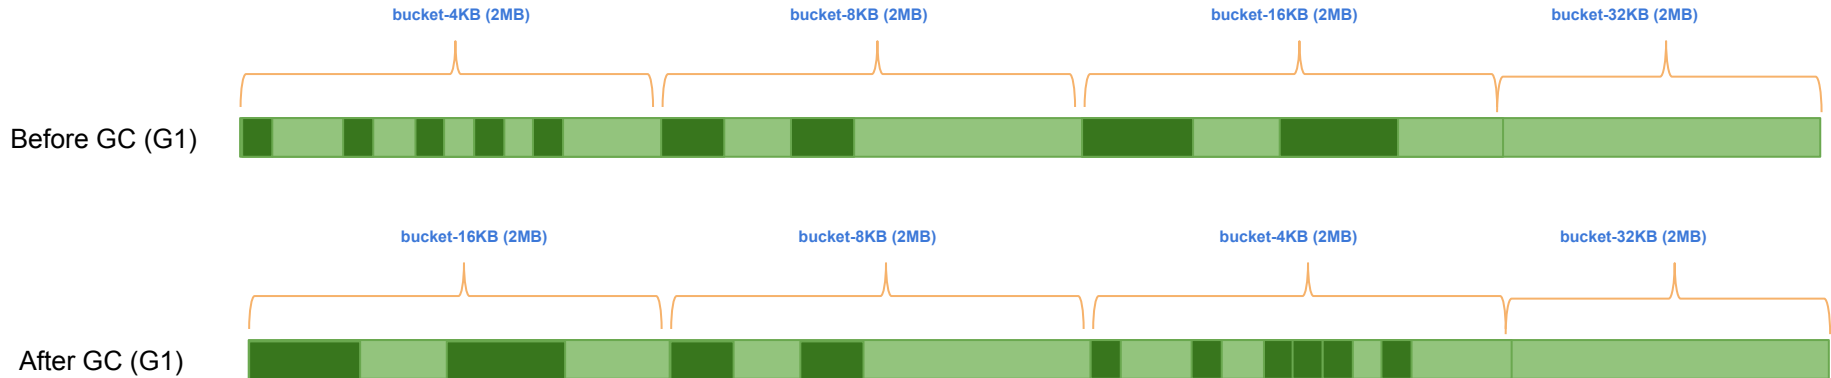 bucket-4KB (2MB) bucket-8KB (2MB) bucket-16KB (2MB) bucket-32KB (2MB)
Before GC (G1)
bucket-16KB (2MB) bucket-8KB (2MB) bucket-4KB (2MB) bucket-32KB (2MB)
After GC (G1)